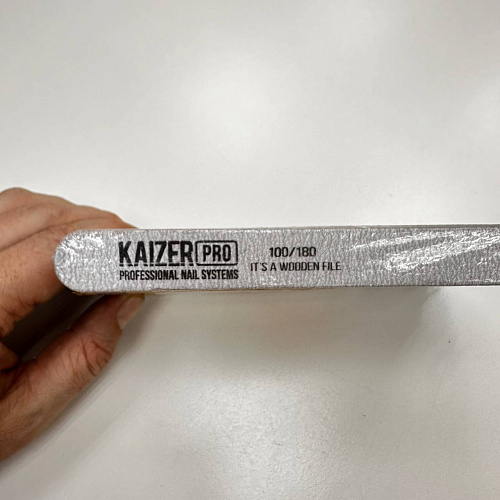 KAIZER PRO
PROFESSIONAL NAIL SYSTEMS
100/180
IT'S A WOODEN FILE